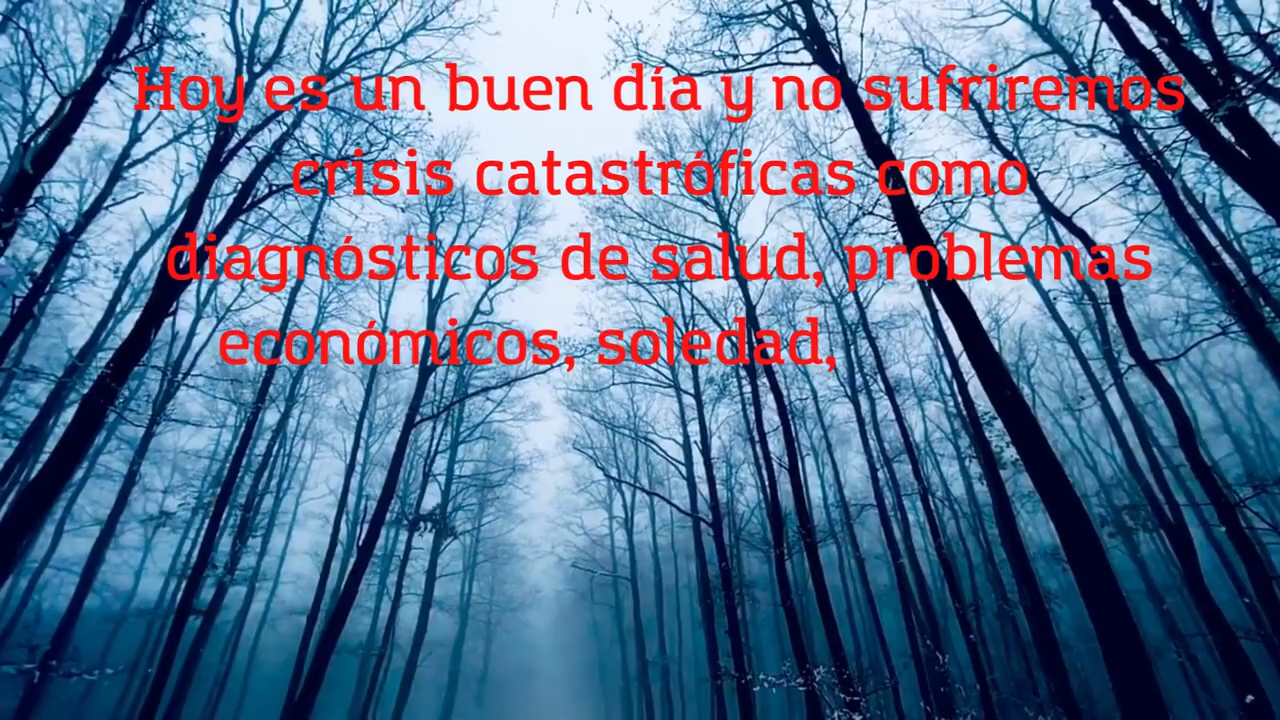 Hoy es un buen día y no sufriremos
crisis catastróficas como
diagnósticos de salud, problemas
económicos, soledad,